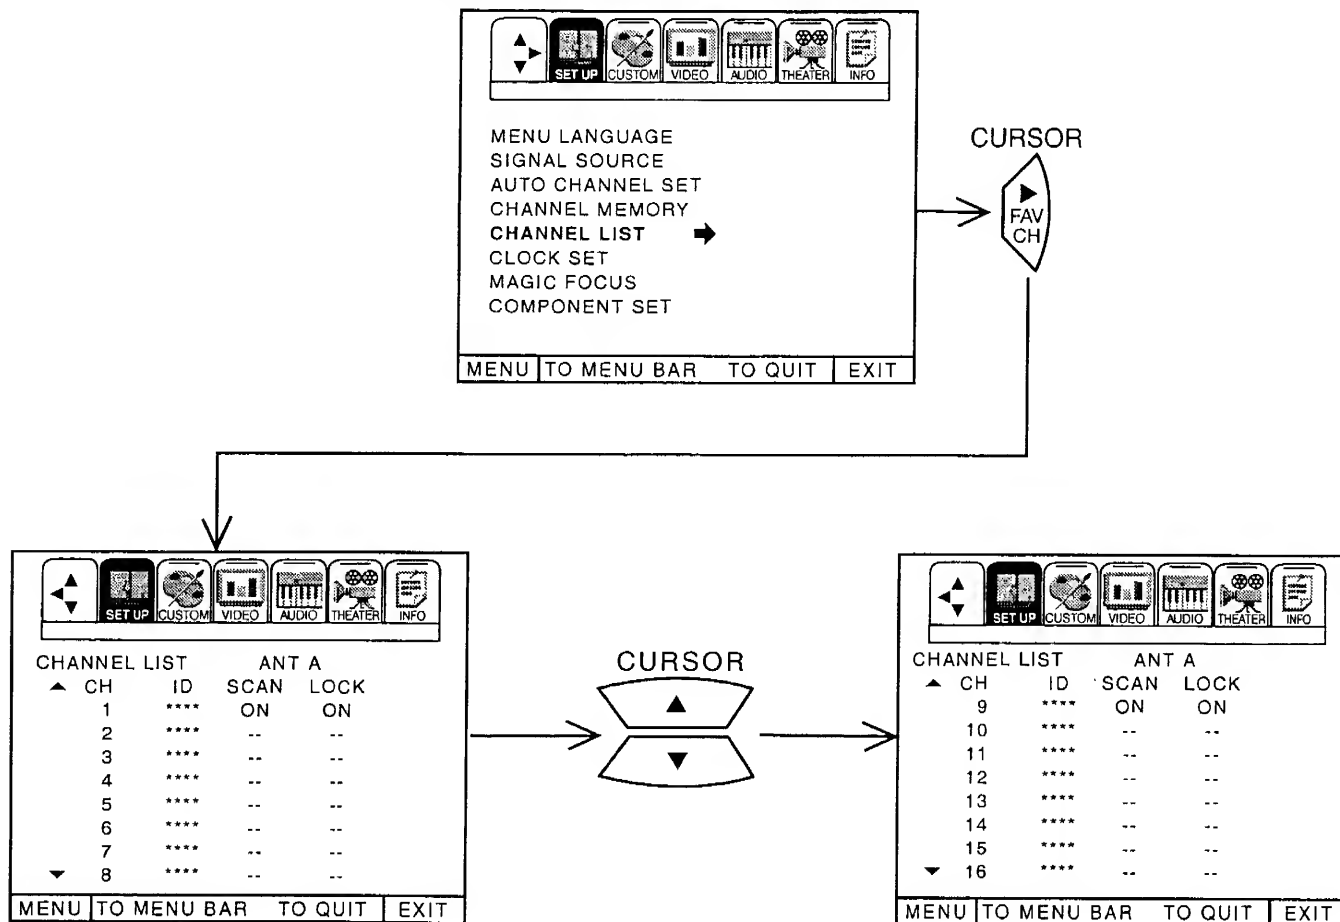 SET UP CUSTOM VIDEO AUDIO THEATER INFO
MENU LANGUAGE
SIGNAL SOURCE
AUTO CHANNEL SET
CHANNEL MEMORY
CHANNEL LIST
CLOCK SET
MAGIC FOCUS
COMPONENT SET
MENU TO MENU BAR TO QUIT EXIT
CURSOR
FAV
CH
SET UP CUSTOM VIDEO AUDIO THEATER INFO
CHANNEL LIST ANT A
CH ID SCAN LOCK
1 **** ON ON
2 **** -- --
3 **** -- --
4 **** -- --
5 **** -- --
6 **** -- --
7 **** -- --
8 **** -- --
MENU TO MENU BAR TO QUIT EXIT
CURSOR
SET UP CUSTOM VIDEO AUDIO THEATER INFO
CHANNEL LIST ANT A
CH ID SCAN LOCK
9 **** ON ON
10 **** -- --
11 **** -- --
12 **** -- --
13 **** -- --
14 **** -- --
15 **** -- --
16 **** -- --
MENU TO MENU BAR TO QUIT EXIT